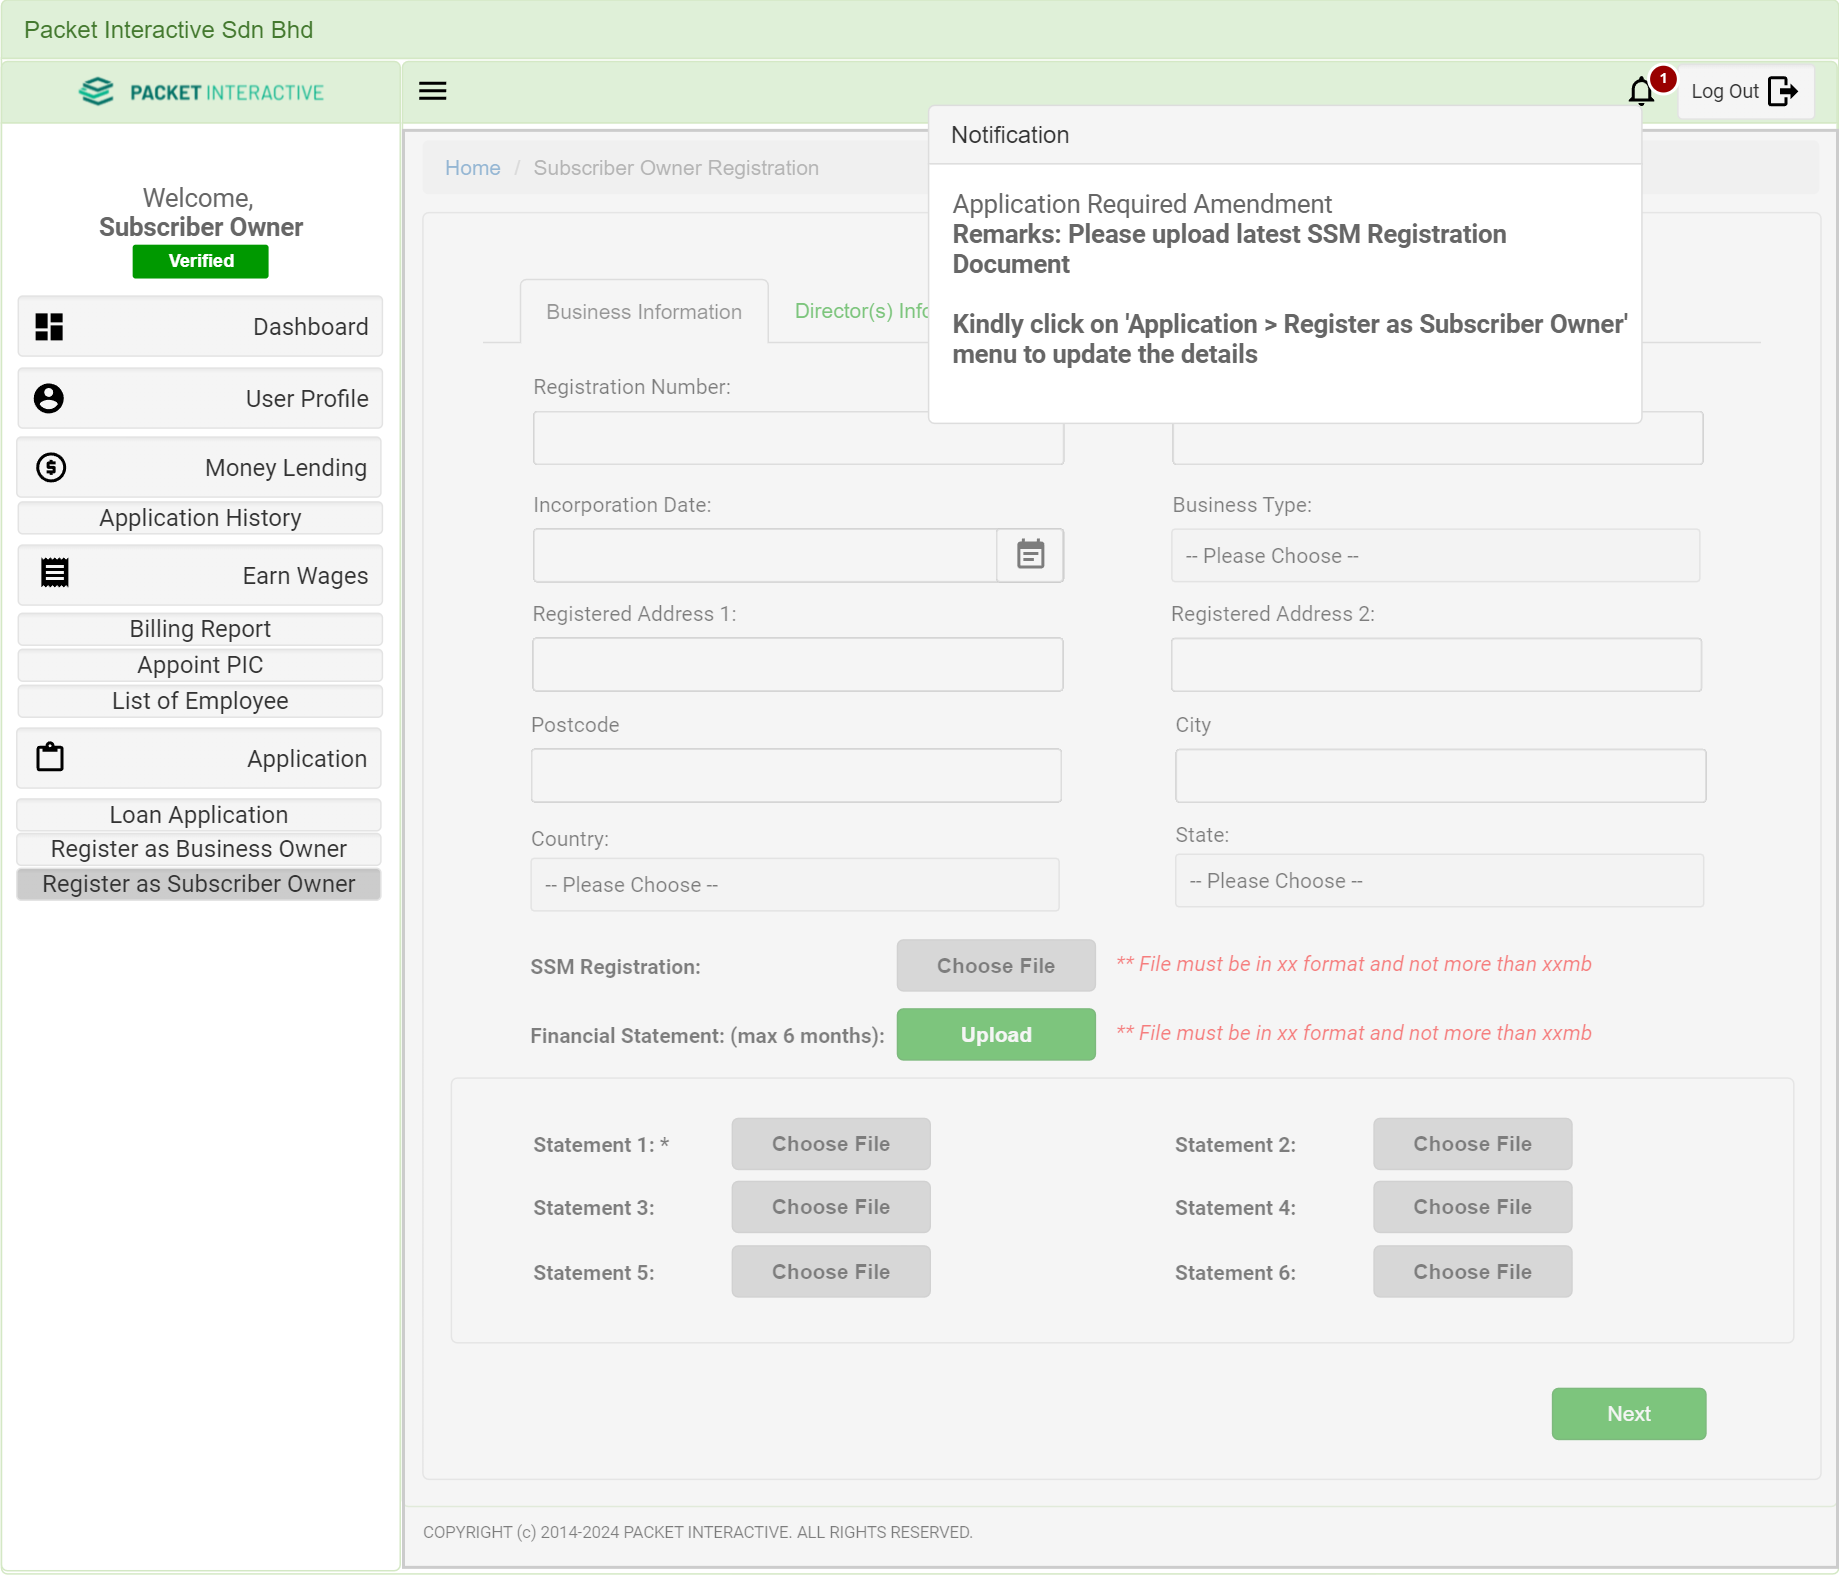 Packet Interactive Sdn Bhd
PACKET INTERACTIVE
1
Log Out
Notification
Application Required Amendment
Remarks: Please upload latest SSM Registration
Document
Kindly click on 'Application > Register as Subscriber Owner'
menu to update the details
Welcome,
Subscriber Owner
Verified
Dashboard
User Profile
Money Lending
Application History
Earn Wages
Billing Report
Appoint PIC
List of Employee
Application
Loan Application
Register as Business Owner
Register as Subscriber Owner
Home / Subscriber Owner Registration
Business Information
Director(s)
Registration Number:
Incorporation Date:
Business Type:
-- Please Choose --
Registered Address 1:
Registered Address 2:
Postcode
City
Country:
State:
-- Please Choose --
-- Please Choose --
SSM Registration:
Choose File
** File must be in xx format and not more than xxmb
Financial Statement: (max 6 months):
Upload
** File must be in xx format and not more than xxmb
Statement 1: *
Choose File
Statement 2:
Choose File
Statement 3:
Choose File
Statement 4:
Choose File
Statement 5:
Choose File
Statement 6:
Choose File
Next
COPYRIGHT (c) 2014-2024 PACKET INTERACTIVE. ALL RIGHTS RESERVED.